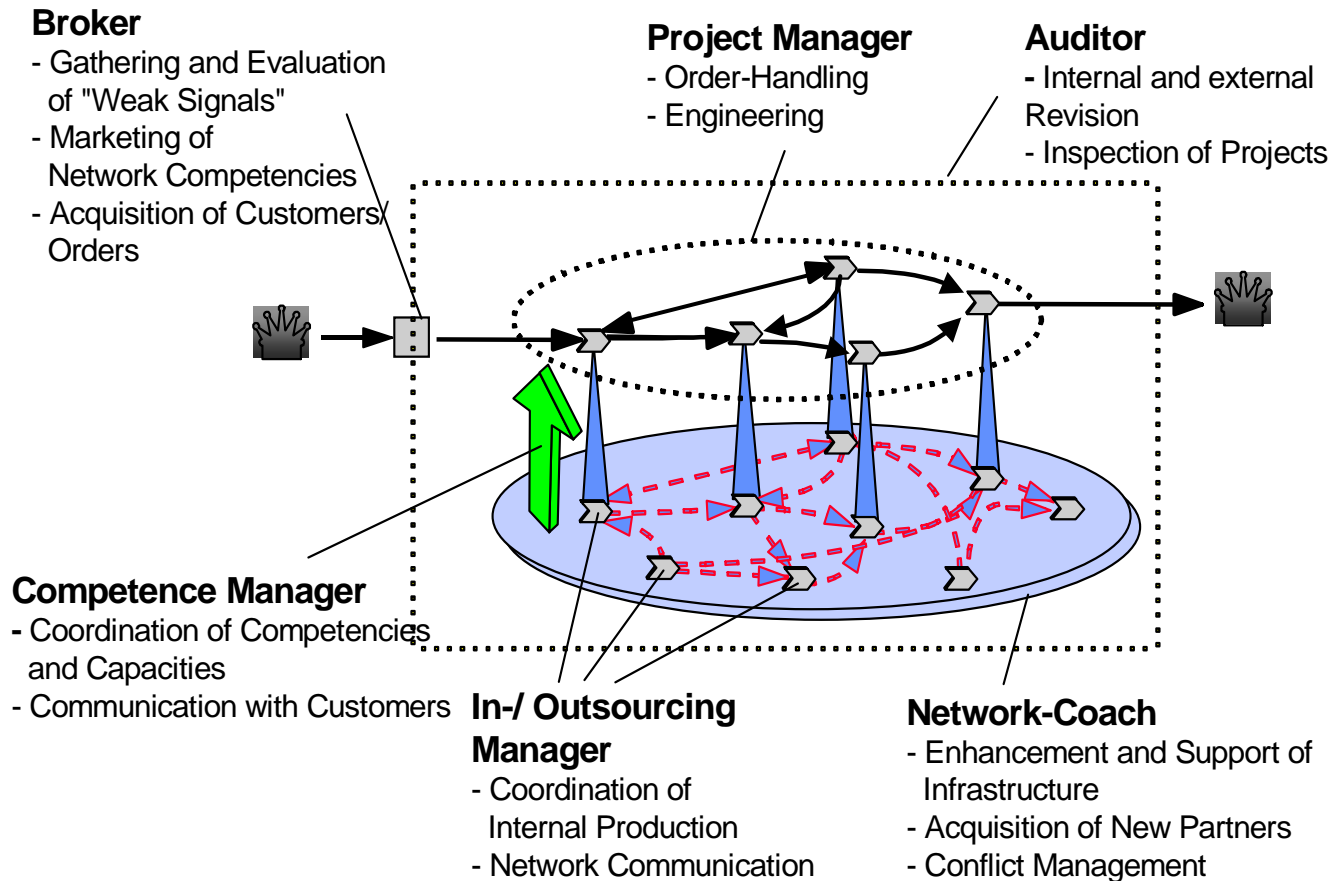 Broker
- Gathering and Evaluation
of "Weak Signals"
- Marketing of
Network Competencies
- Acquisition of Customers/
Orders
Project Manager
- Order-Handling
- Engineering
Auditor
- Internal and external
Revision
- Inspection of Projects
Competence Manager
- Coordination of Competencies
and Capacities
- Communication with Customers
In-/ Outsourcing
Manager
- Coordination of
Internal Production
- Network Communication
Network-Coach
- Enhancement and Support of
Infrastructure
- Acquisition of New Partners
- Conflict Management